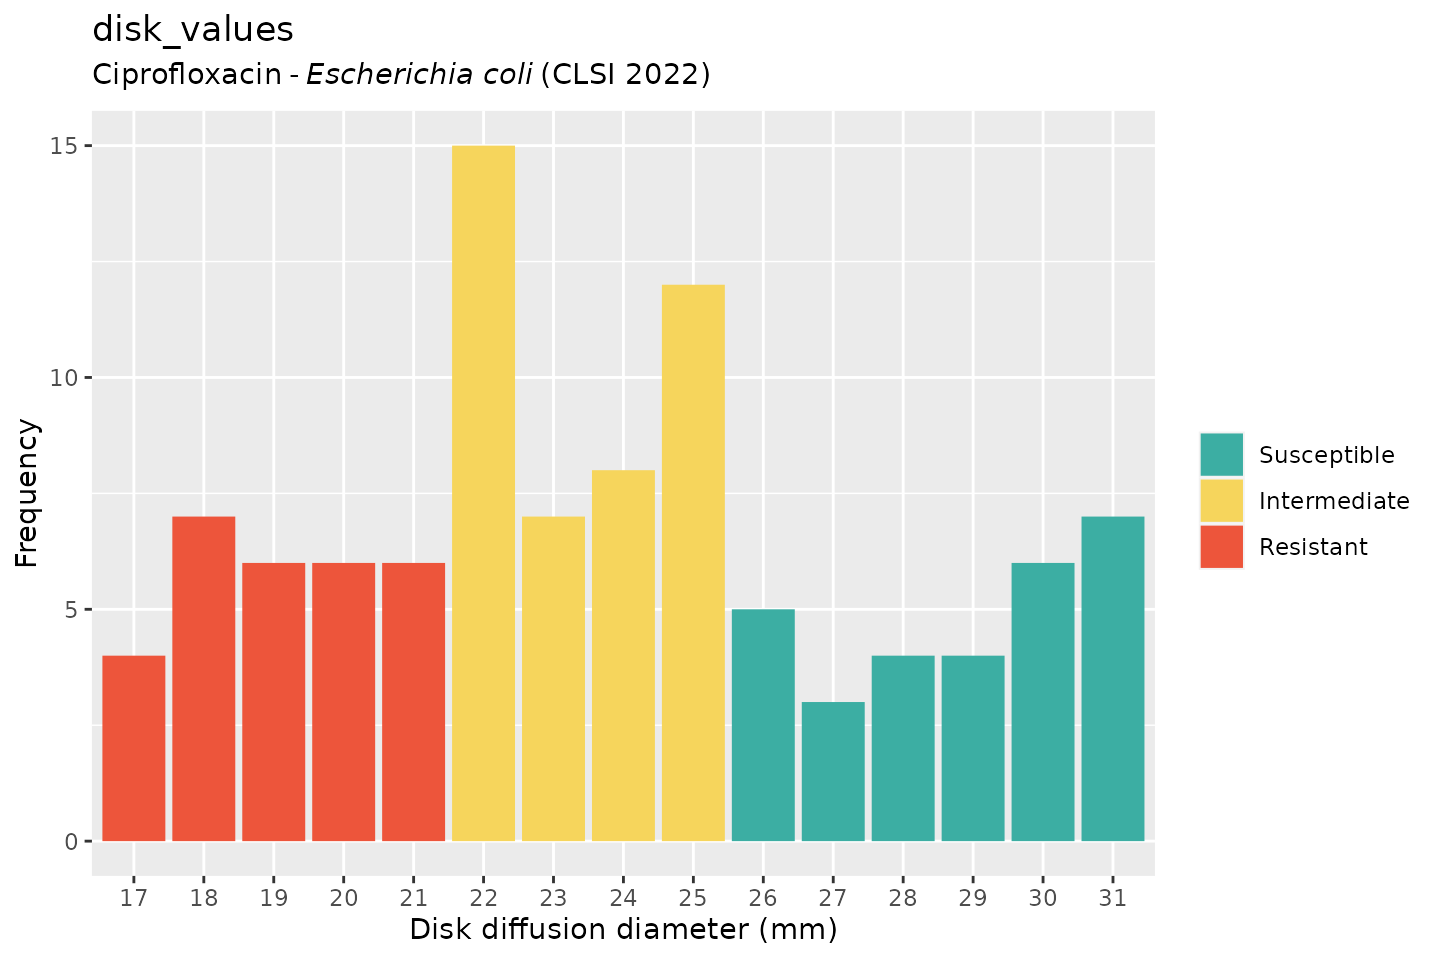 disk_values
Ciprofloxacin - Escherichia coli (CLSI 2022)
15
10
5
0
Frequency
17 18 19 20 21 22 23 24 25 26 27 28 29 30 31
Disk diffusion diameter (mm)
Susceptible
Intermediate
Resistant